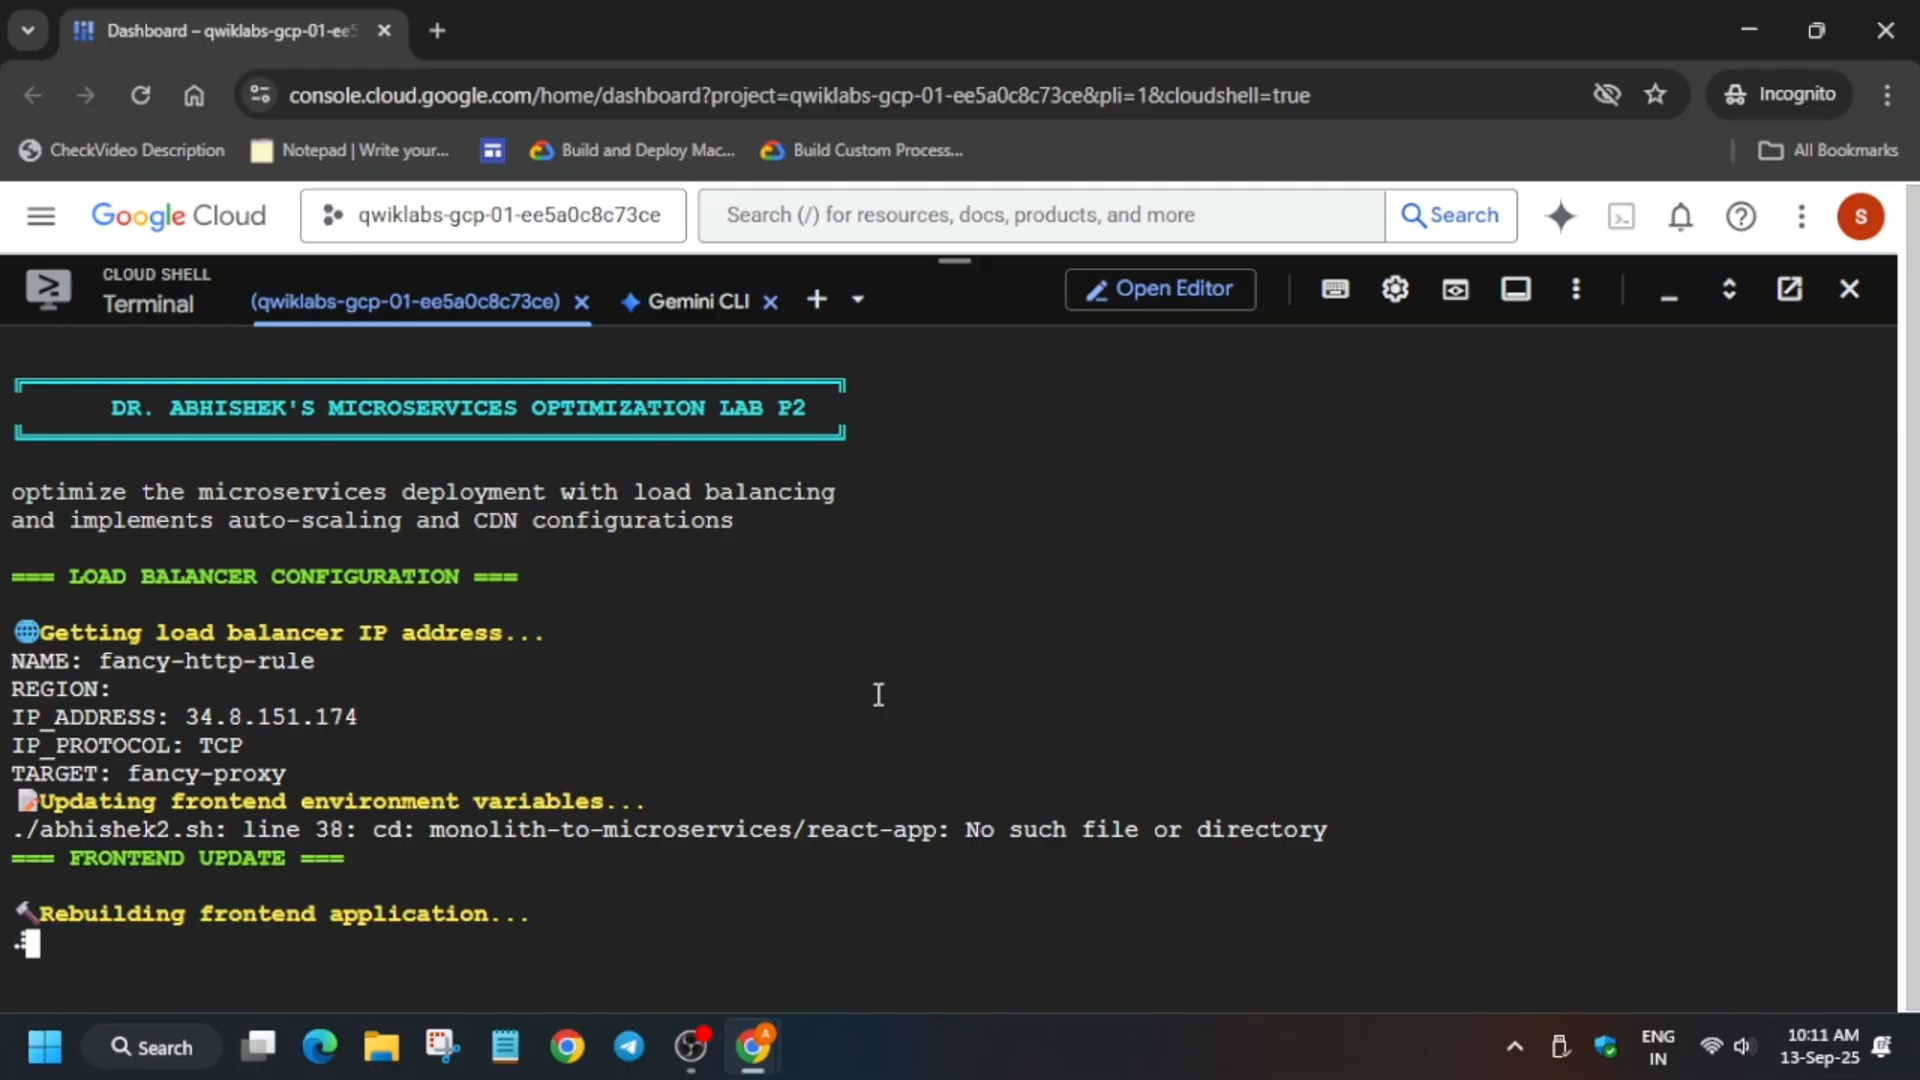 Dashboard – qwiklabs-gcp-01-ee5
console.cloud.google.com/home/dashboard?project=qwiklabs-gcp-01-ee5a0c8c73ce&pli=1&cloudshell=true
Incognito
CheckVideo Description
Notepad | Write your...
Build and Deploy Mac...
Build Custom Process...
All Bookmarks
Google Cloud
qwiklabs-gcp-01-ee5a0c8c73ce
Search (/) for resources, docs, products, and more
Search
S
CLOUD SHELL
Terminal
(qwiklabs-gcp-01-ee5a0c8c73ce)
Gemini CLI
Open Editor
DR. ABHISHEK'S MICROSERVICES OPTIMIZATION LAB P2
optimize the microservices deployment with load balancing
and implements auto-scaling and CDN configurations
=== LOAD BALANCER CONFIGURATION ===
Getting load balancer IP address...
NAME: fancy-http-rule
REGION:
IP_ADDRESS: 34.8.151.174
IP_PROTOCOL: TCP
TARGET: fancy-proxy
Updating frontend environment variables...
./abhishek2.sh: line 38: cd: monolith-to-microservices/react-app: No such file or directory
=== FRONTEND UPDATE ===
Rebuilding frontend application...
Search
ENG
IN
10:11 AM
13-Sep-25